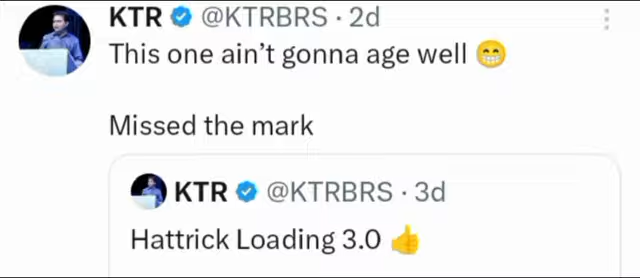 KTR @KTRBRS · 2d
This one ain’t gonna age well 😁
Missed the mark
KTR @KTRBRS · 3d
Hattrick Loading 3.0 👍